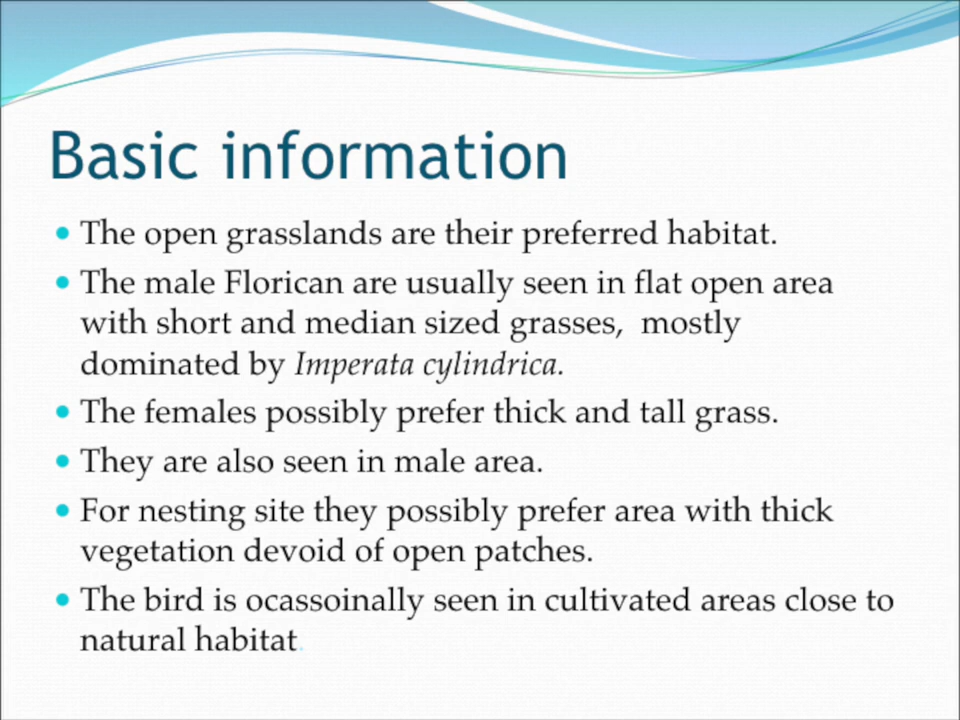 Basic information
• The open grasslands are their preferred habitat.
• The male Florican are usually seen in flat open area
with short and median sized grasses,  mostly
dominated by Imperata cylindrica.
• The females possibly prefer thick and tall grass.
• They are also seen in male area.
• For nesting site they possibly prefer area with thick
vegetation devoid of open patches.
• The bird is ocassoinally seen in cultivated areas close to
natural habitat.